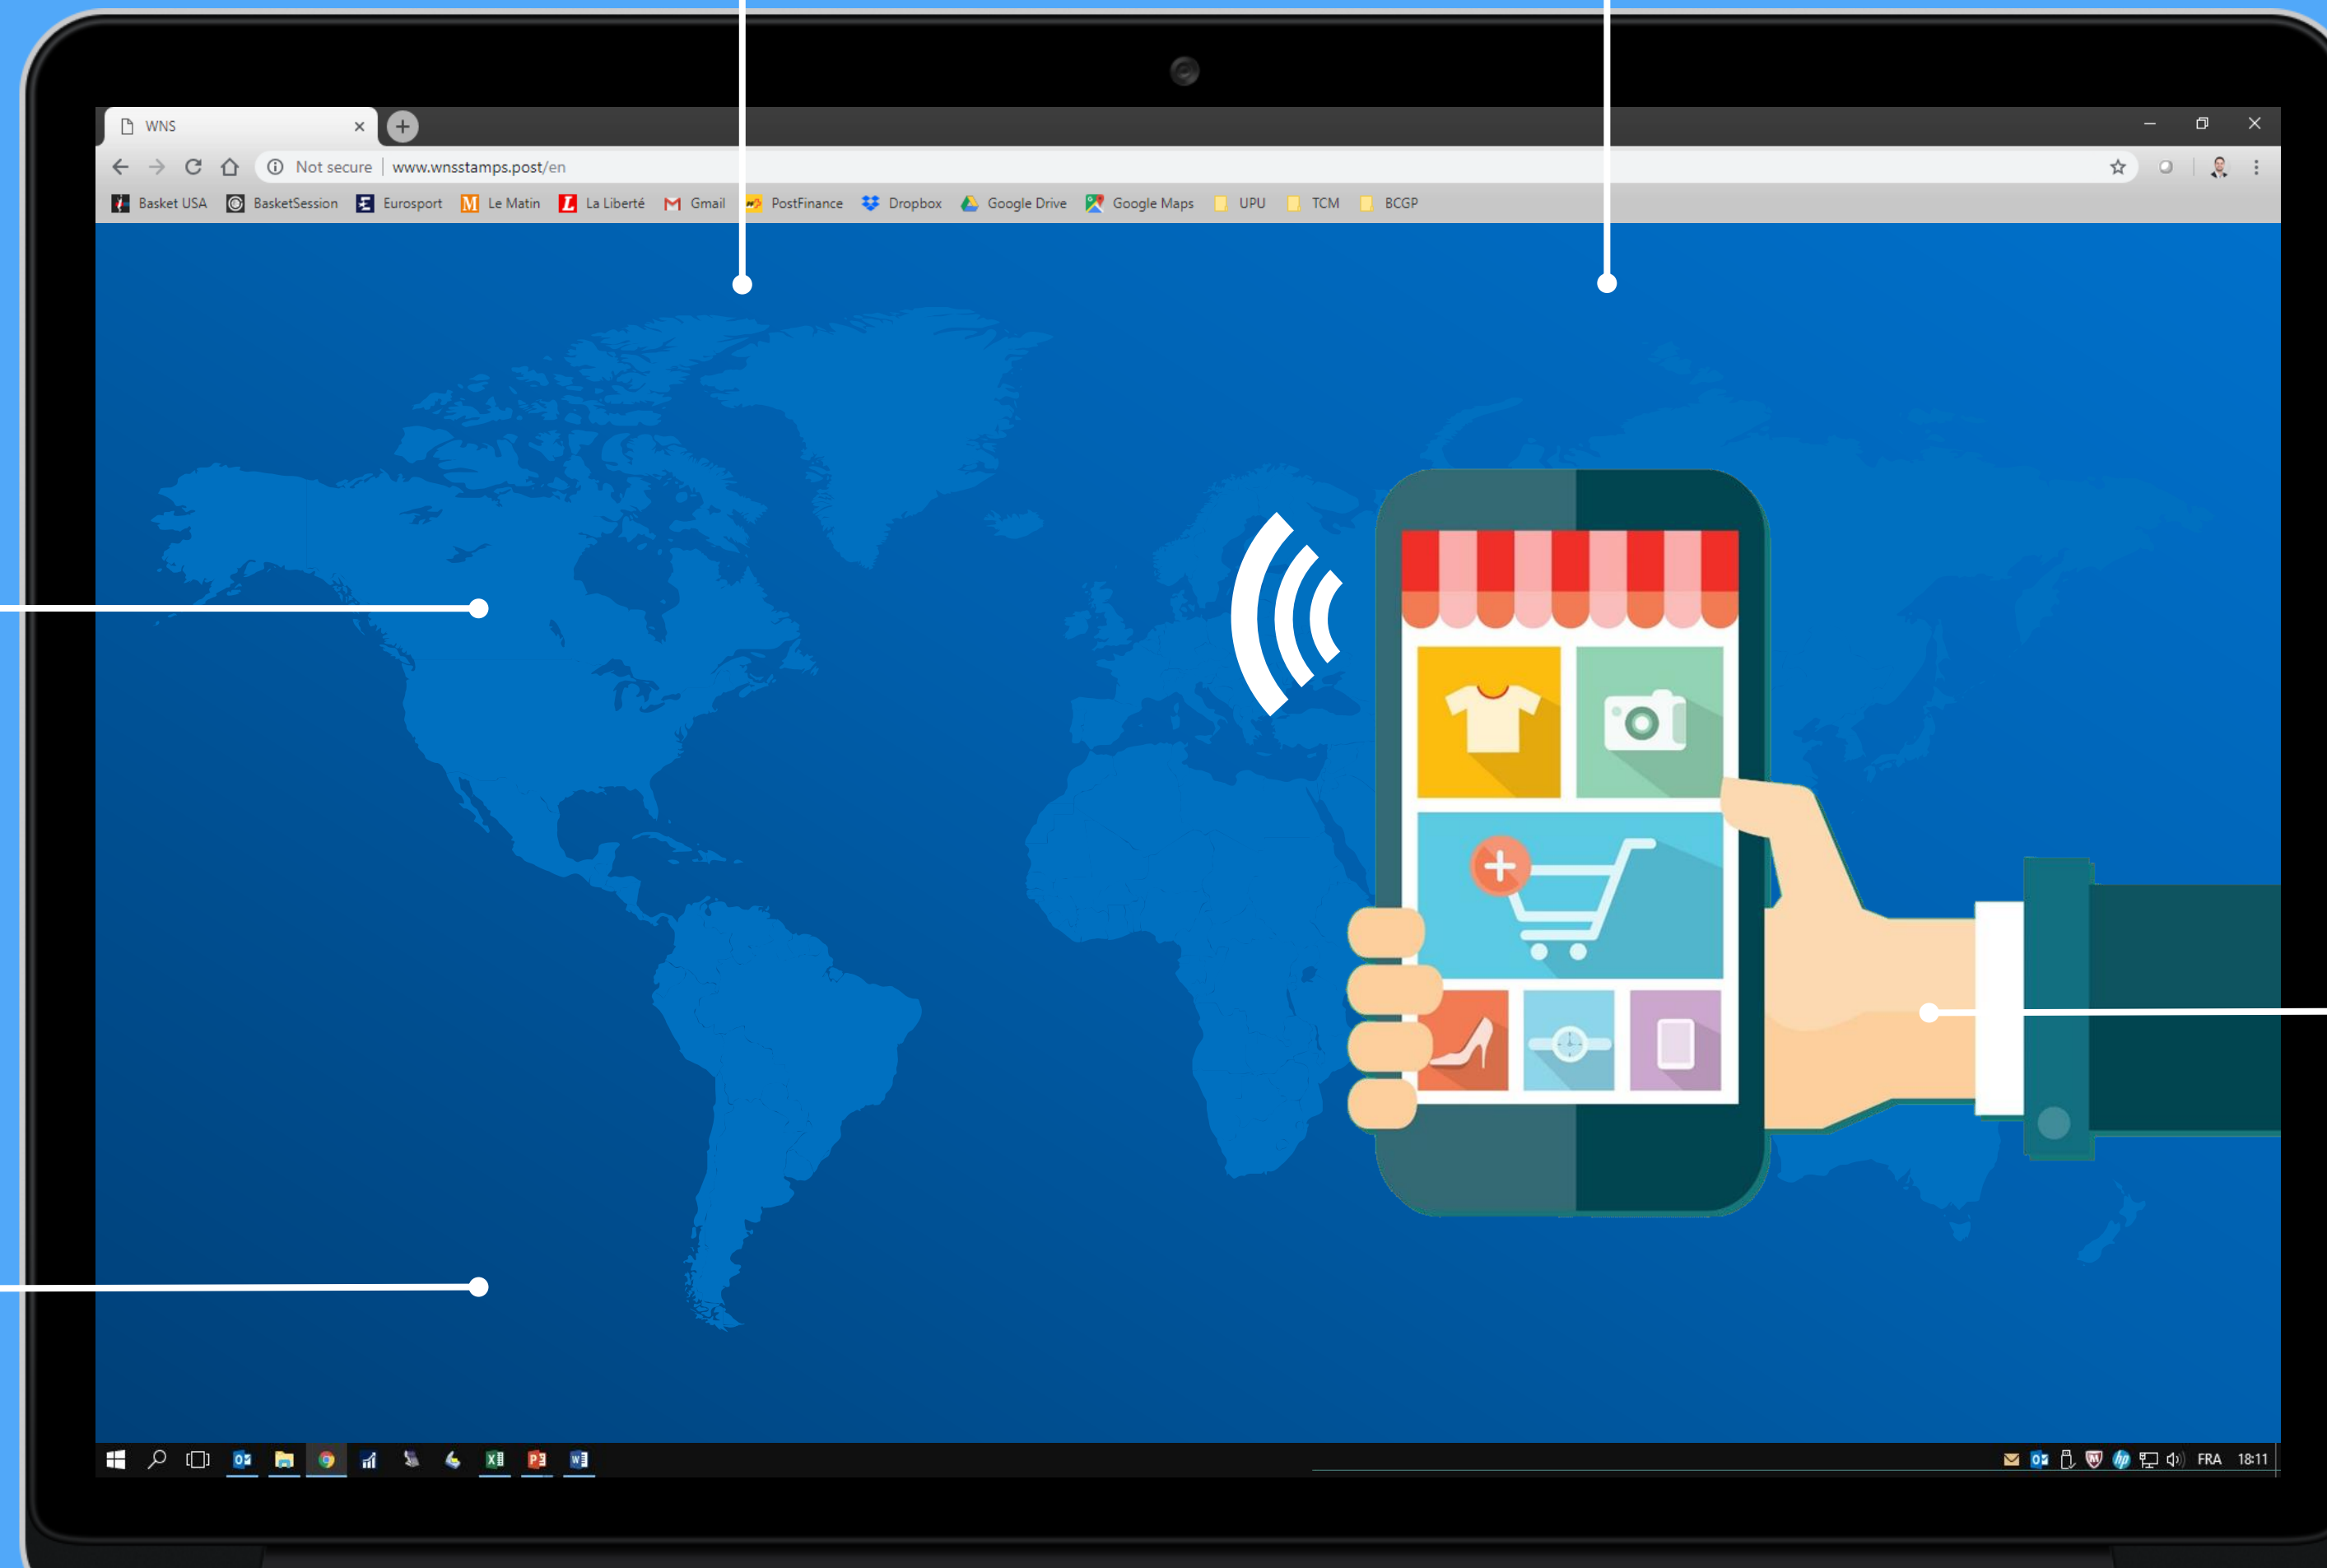 WNS
Not secure | www.wnsstamps.post/en
Basket USA BasketSession Eurosport M Le Matin L La Liberté M Gmail PostFinance Dropbox Google Drive Google Maps UPU TCM BCGP
FRA 18:11